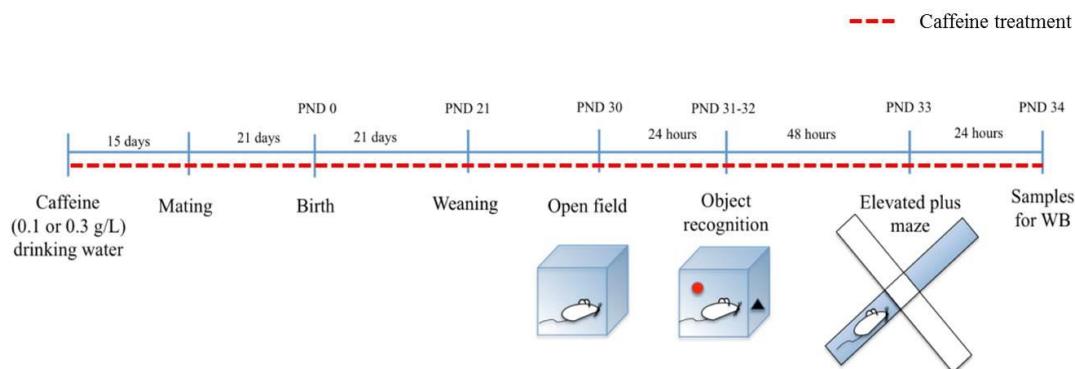 Caffeine treatment
PND 0
PND 21
PND 30
PND 31-32
PND 33
PND 34
15 days
21 days
21 days
24 hours
48 hours
24 hours
Caffeine
(0.1 or 0.3 g/L)
drinking water
Mating
Birth
Weaning
Open field
Object
recognition
Elevated plus
maze
Samples
for WB